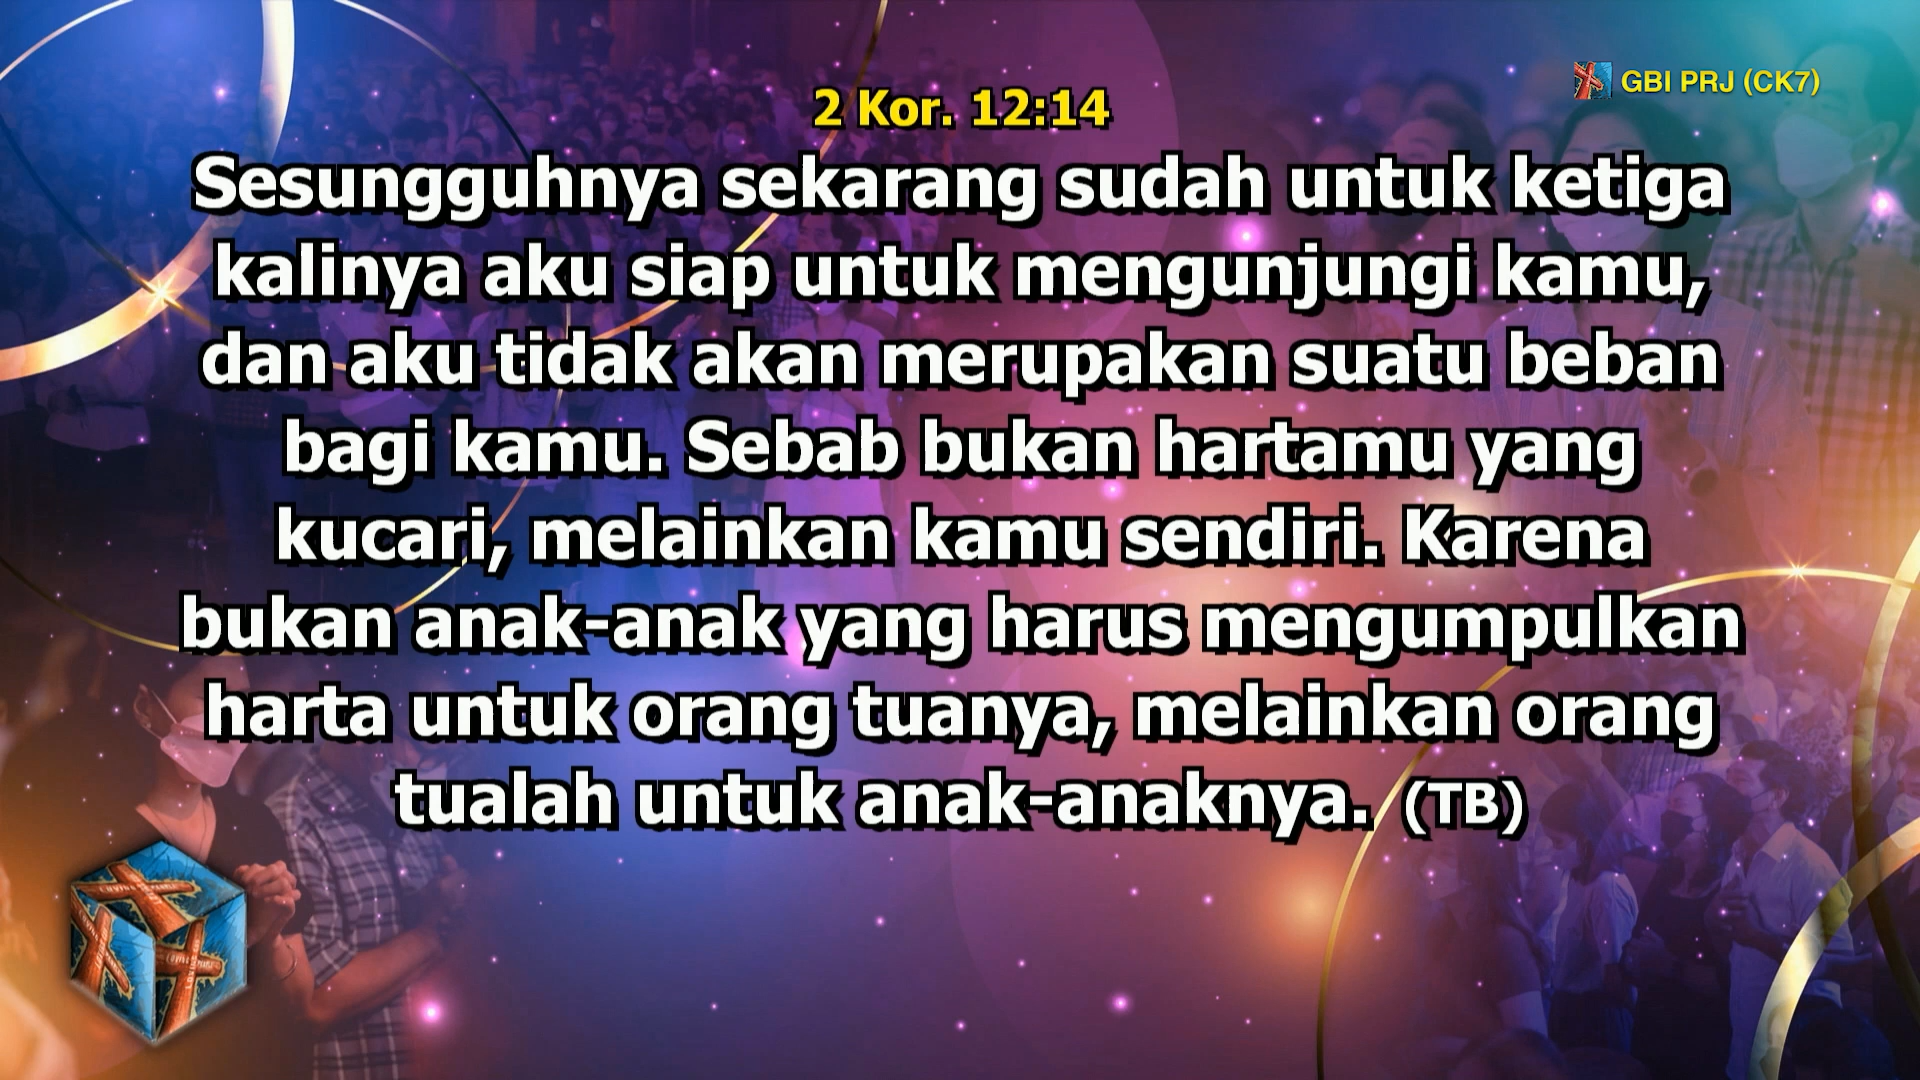 GBI PRJ (CK7)
2 Kor. 12:14
Sesungguhnya sekarang sudah untuk ketiga
kalinya aku siap untuk mengunjungi kamu,
dan aku tidak akan merupakan suatu beban
bagi kamu. Sebab bukan hartamu yang
kucari, melainkan kamu sendiri. Karena
bukan anak-anak yang harus mengumpulkan
harta untuk orang tuanya, melainkan orang
tualah untuk anak-anaknya. (TB)